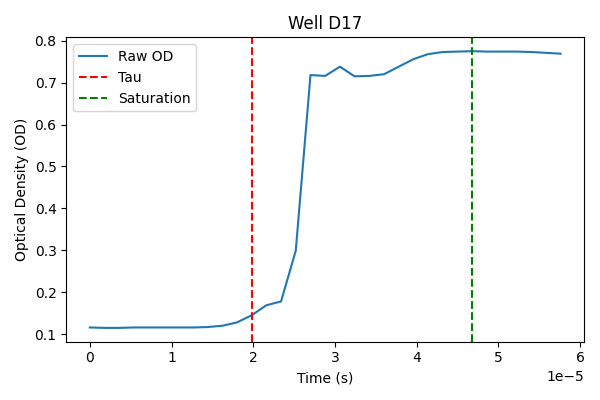 Well D17
Raw OD
Tau
Saturation
Optical Density (OD)
0.8
0.7
0.6
0.5
0.4
0.3
0.2
0.1
0 1 2 3 4 5 6
Time (s)
1e−5